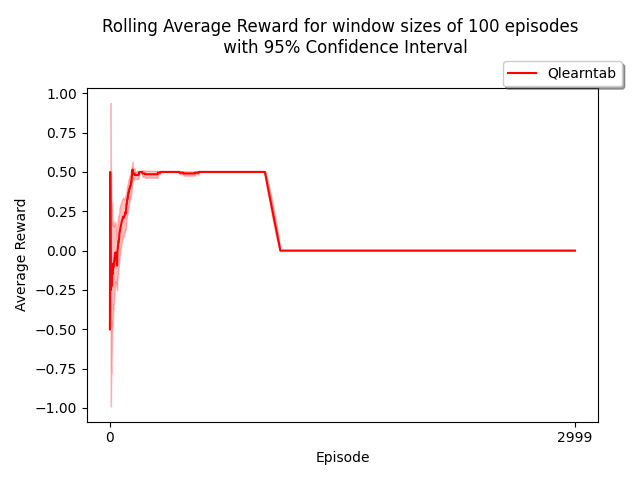 Rolling Average Reward for window sizes of 100 episodes
with 95% Confidence Interval
Qlearntab
1.00
0.75
0.50
0.25
0.00
−0.25
−0.50
−0.75
−1.00
Average Reward
0
2999
Episode